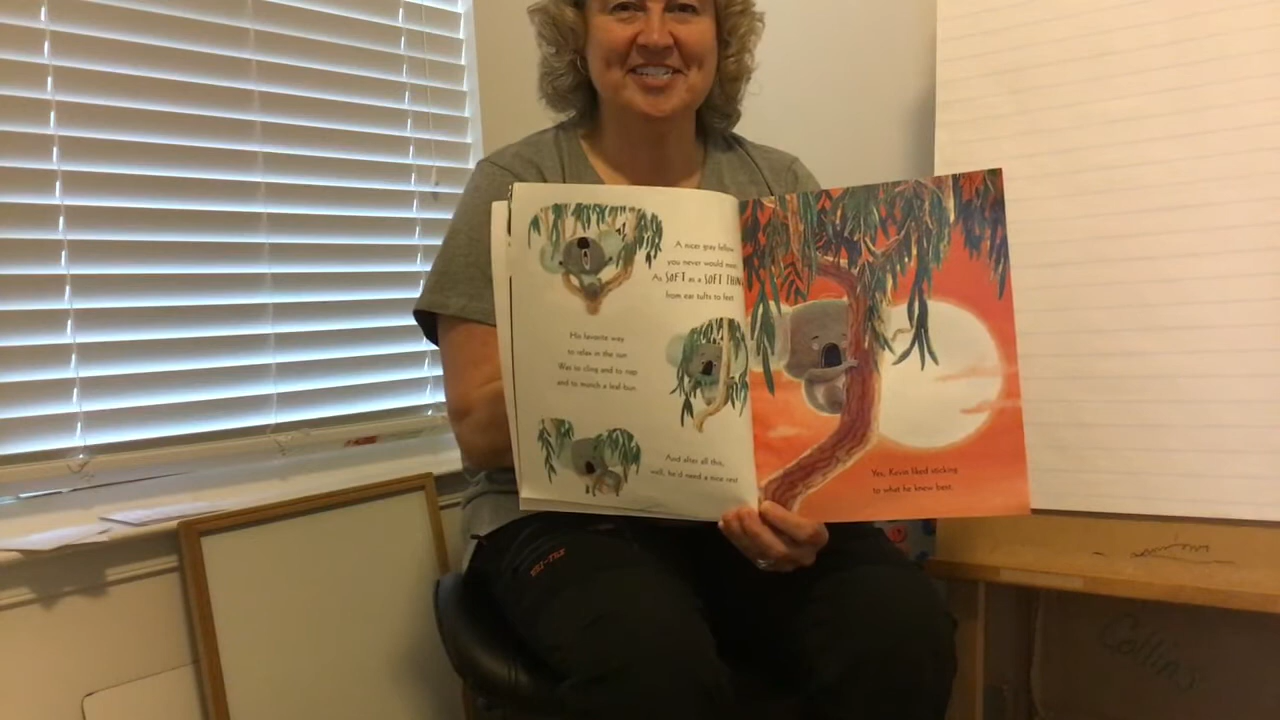 A nicer gray fellow
you never would meet.
As SOFT as a SOFT THING
from ear tufts to feet.
His favorite way
to relax in the sun
Was to cling and to nap
and to munch a leaf bun.
And after all this,
well, he'd need a nice rest
Yes, Kevin liked sticking
to what he knew best.
Collins